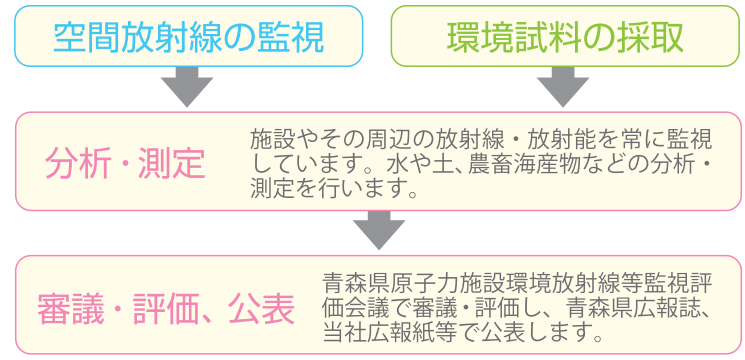 空間放射線の監視
環境試料の採取
分析・測定
施設やその周辺の放射線・放射能を常に監視
しています。水や土、農畜海産物などの分析・
測定を行います。
審議・評価、公表
青森県原子力施設環境放射線等監視評
価会議で審議・評価し、青森県広報誌、
当社広報紙等で公表します。